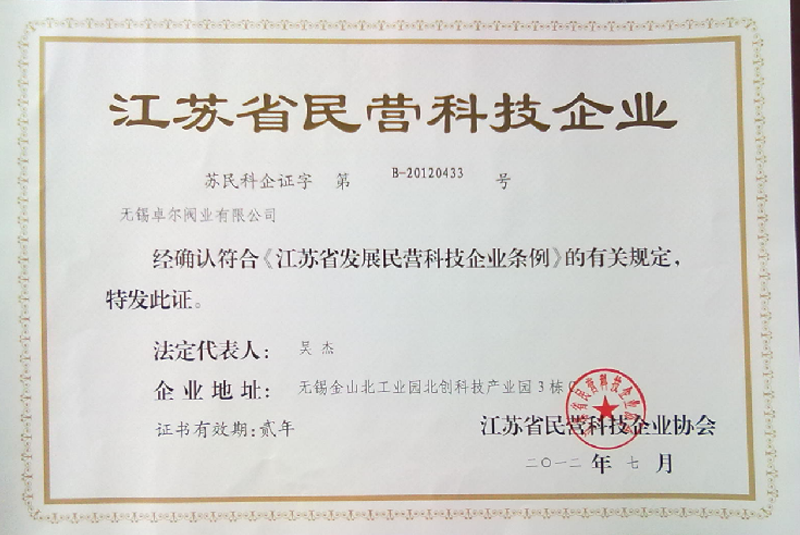 江苏省民营科技企业
苏民科企证字 第 B-20120433 号
无锡卓尔阀业有限公司
经确认符合《江苏省发展民营科技企业条例》的有关规定，
特发此证。
法定代表人： 吴杰
企业地址： 无锡金山北工业园北创科技产业园3栋C
证书有效期：贰年
江苏省民营科技企业协会
二〇一二 年 七 月